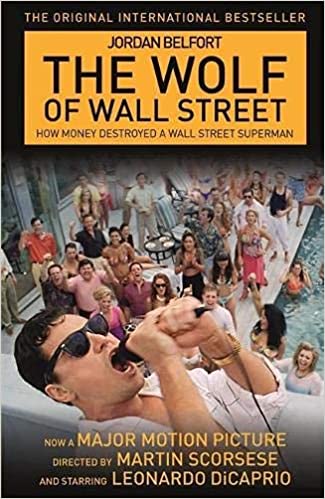 THE ORIGINAL INTERNATIONAL BESTSELLER
JORDAN BELFORT
THE WOLF
OF WALL STREET
HOW MONEY DESTROYED A WALL STREET SUPERMAN
NOW A MAJOR MOTION PICTURE
DIRECTED BY MARTIN SCORSESE
AND STARRING LEONARDO DiCAPRIO